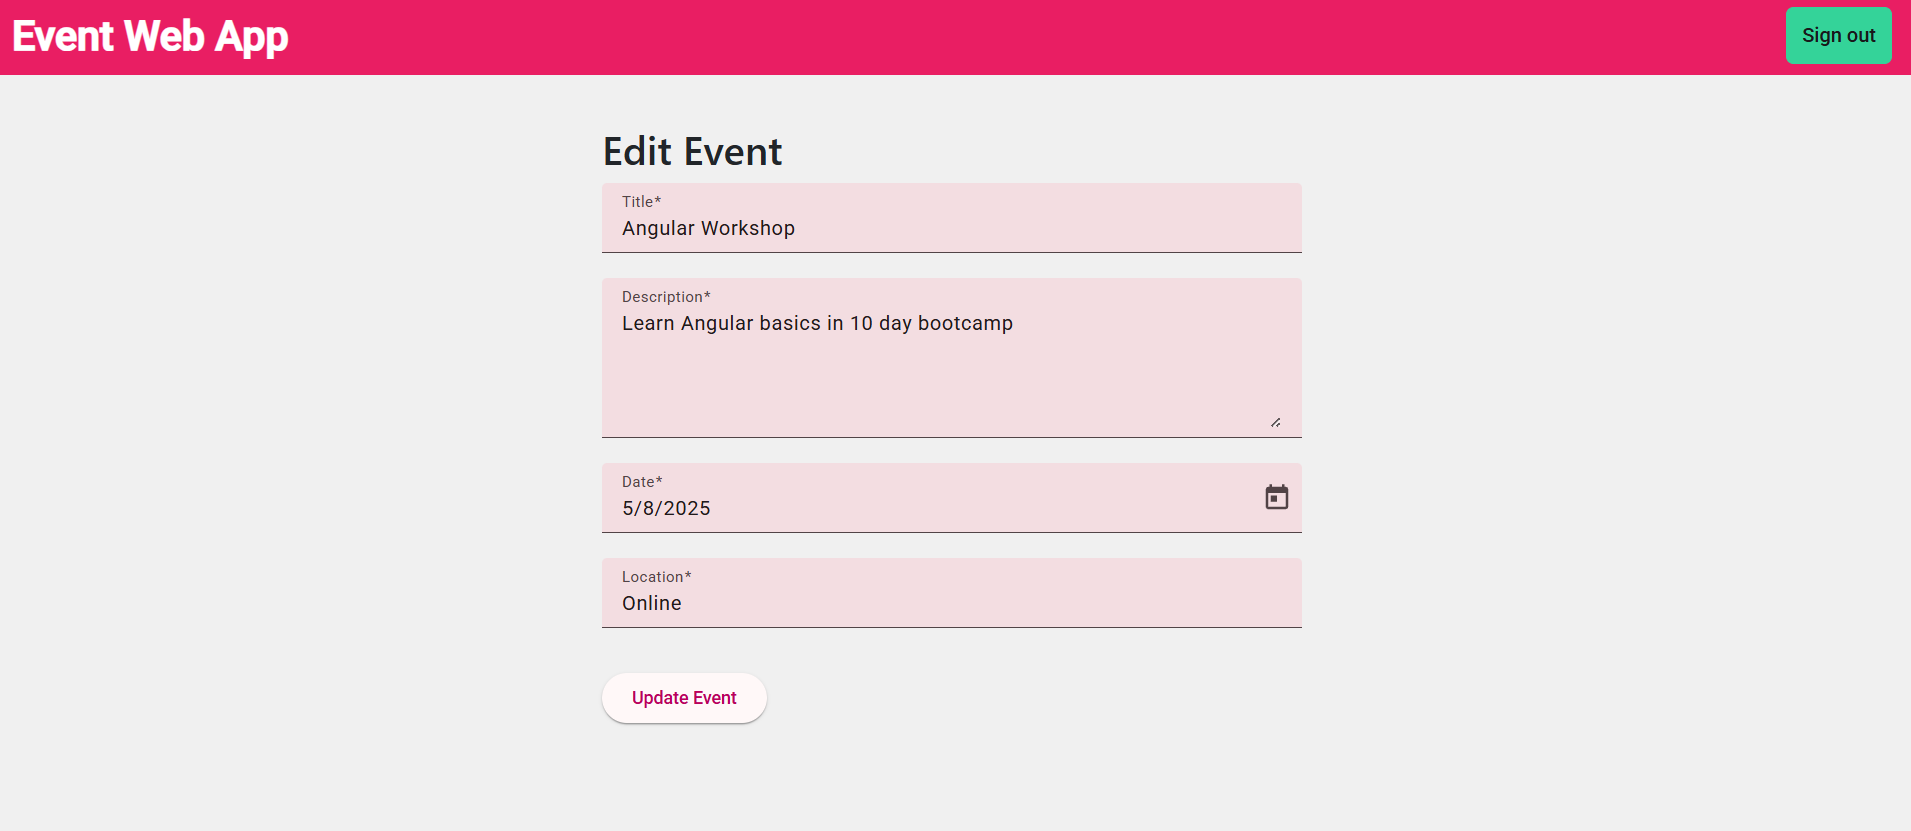 Event Web App
Sign out
Edit Event
Title*
Angular Workshop
Description*
Learn Angular basics in 10 day bootcamp
Date*
5/8/2025
Location*
Online
Update Event